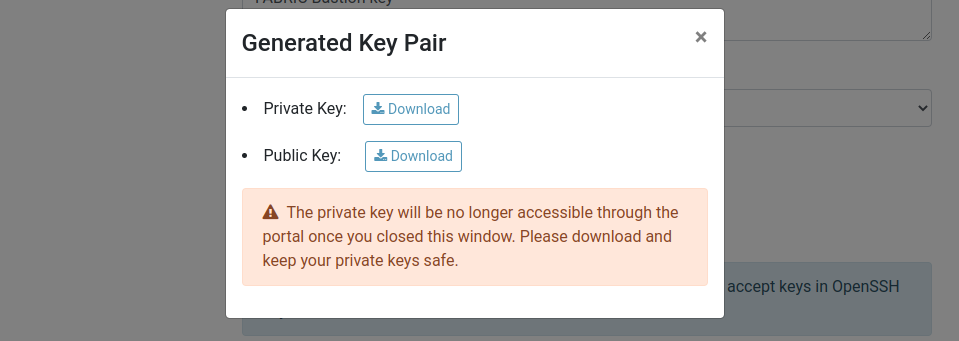 FABRIC Bastion key
Generated Key Pair
×
• Private Key: Download
• Public Key: Download
The private key will be no longer accessible through the
portal once you closed this window. Please download and
keep your private keys safe.
accept keys in OpenSSH